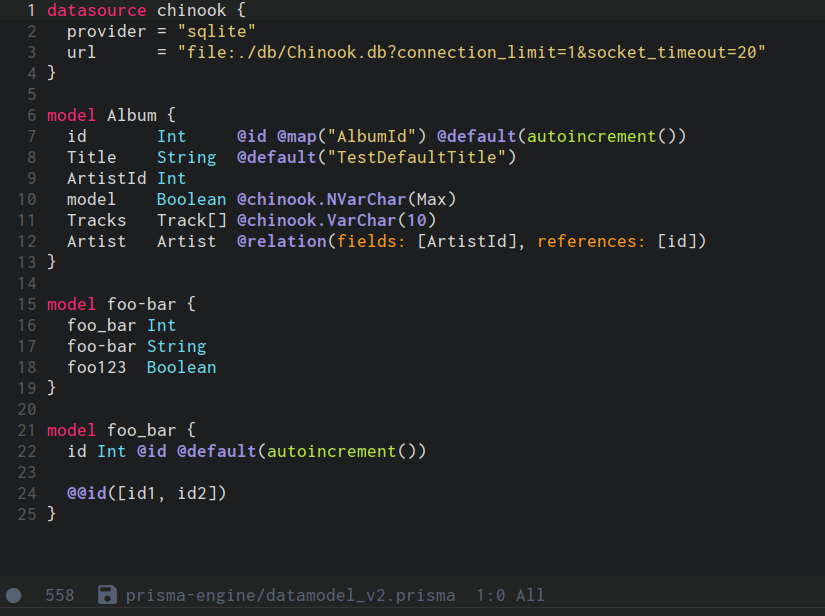 1 datasource chinook {
2   provider = "sqlite"
3   url      = "file:./db/Chinook.db?connection_limit=1&socket_timeout=20"
4 }
5
6 model Album {
7   id       Int     @id @map("AlbumId") @default(autoincrement())
8   Title    String  @default("TestDefaultTitle")
9   ArtistId Int
10   model    Boolean @chinook.NVarChar(Max)
11   Tracks   Track[] @chinook.VarChar(10)
12   Artist   Artist  @relation(fields: [ArtistId], references: [id])
13 }
14
15 model foo-bar {
16   foo_bar Int
17   foo-bar String
18   foo123  Boolean
19 }
20
21 model foo_bar {
22   id Int @id @default(autoincrement())
23
24   @@id([id1, id2])
25 }
558 prisma-engine/datamodel_v2.prisma 1:0 All